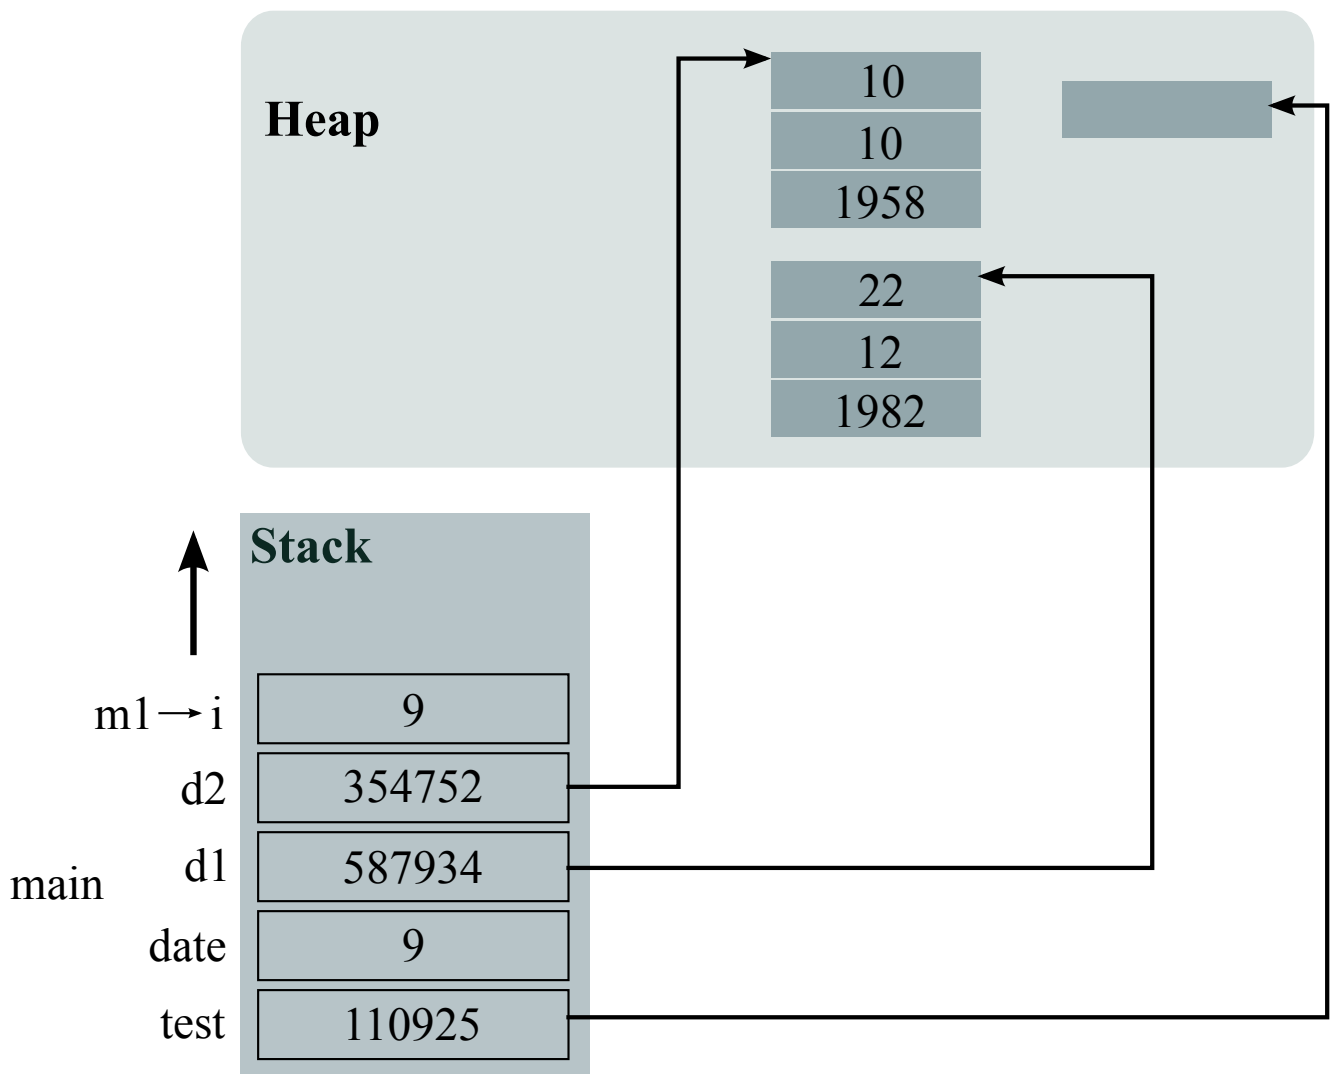 Heap
10
10
1958
22
12
1982
Stack
m1→i 9
d2 354752
d1 587934
main
date 9
test 110925